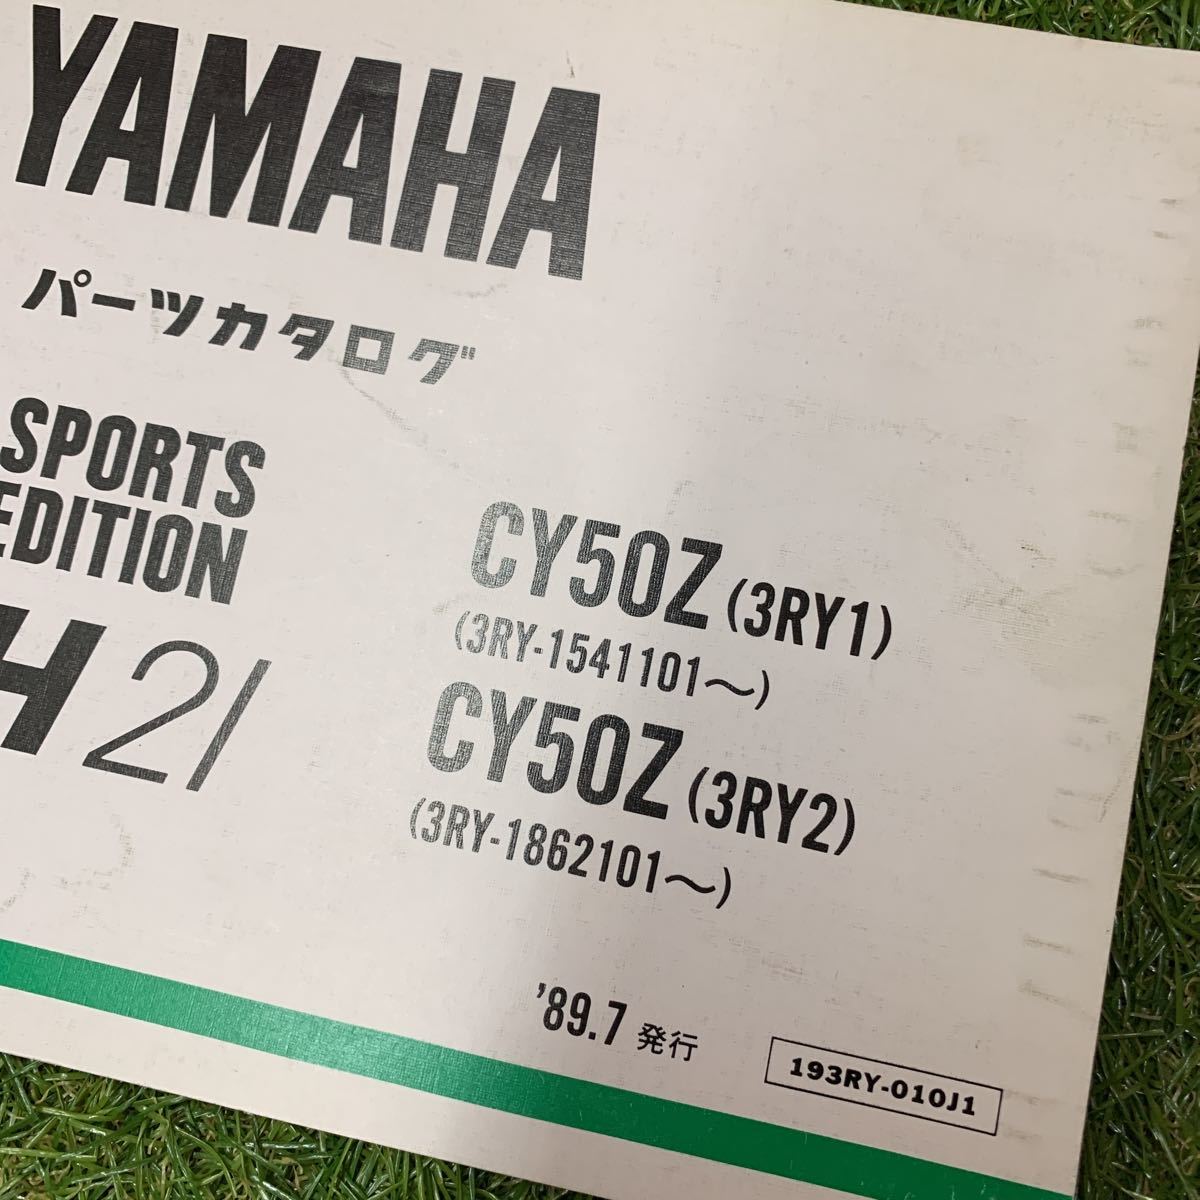 YAMAHA
パーツカタログ
SPORTS
EDITION
H2/
CY50Z (3RY1)
(3RY-1541101〜)
CY50Z (3RY2)
(3RY-1862101〜)
'89.7 発行
193RY-010J1